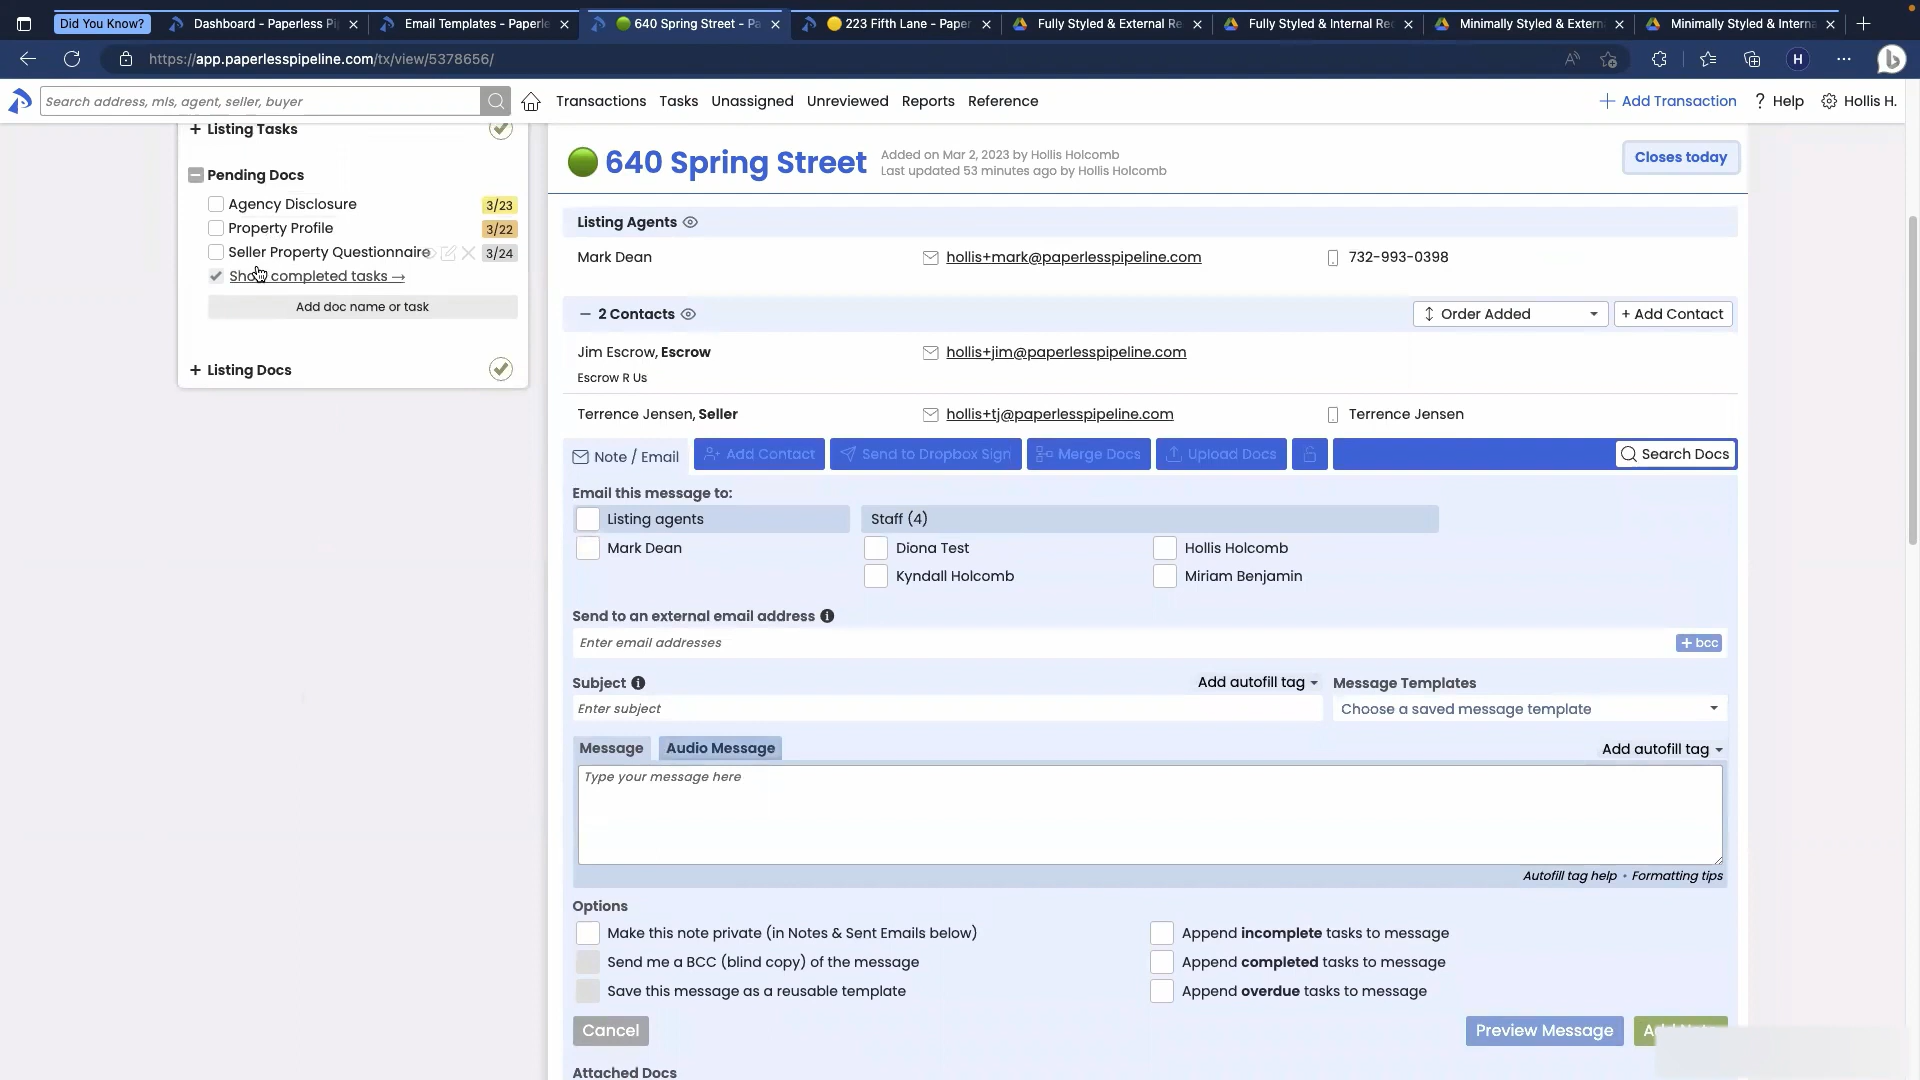 Did You Know?
Dashboard - Paperless Pi
Email Templates - Paperle
640 Spring Street - Pa
223 Fifth Lane - Paper
Fully Styled & External Re
Fully Styled & Internal Rec
Minimally Styled & Extern
Minimally Styled & Interna
https://app.paperlesspipeline.com/tx/view/5378656/
H
Search address, mls, agent, seller, buyer
Transactions
Tasks
Unassigned
Unreviewed
Reports
Reference
Add Transaction
? Help
Hollis H.
+ Listing Tasks
Pending Docs
Agency Disclosure 3/23
Property Profile 3/22
Seller Property Questionnaire 3/24
Show completed tasks →
Add doc name or task
+ Listing Docs
640 Spring Street
Added on Mar 2, 2023 by Hollis Holcomb
Last updated 53 minutes ago by Hollis Holcomb
Closes today
Listing Agents
Mark Dean
hollis+mark@paperlesspipeline.com
732-993-0398
− 2 Contacts
Order Added
+ Add Contact
Jim Escrow, Escrow
hollis+jim@paperlesspipeline.com
Escrow R Us
Terrence Jensen, Seller
hollis+tj@paperlesspipeline.com
Terrence Jensen
Note / Email
Add Contact
Send to Dropbox Sign
Merge Docs
Upload Docs
Search Docs
Email this message to:
Listing agents
Staff (4)
Mark Dean
Diona Test
Hollis Holcomb
Kyndall Holcomb
Miriam Benjamin
Send to an external email address
Enter email addresses
+ bcc
Subject
Add autofill tag
Message Templates
Enter subject
Choose a saved message template
Message
Audio Message
Add autofill tag
Type your message here
Autofill tag help • Formatting tips
Options
Make this note private (in Notes & Sent Emails below)
Append incomplete tasks to message
Send me a BCC (blind copy) of the message
Append completed tasks to message
Save this message as a reusable template
Append overdue tasks to message
Cancel
Preview Message
Attached Docs